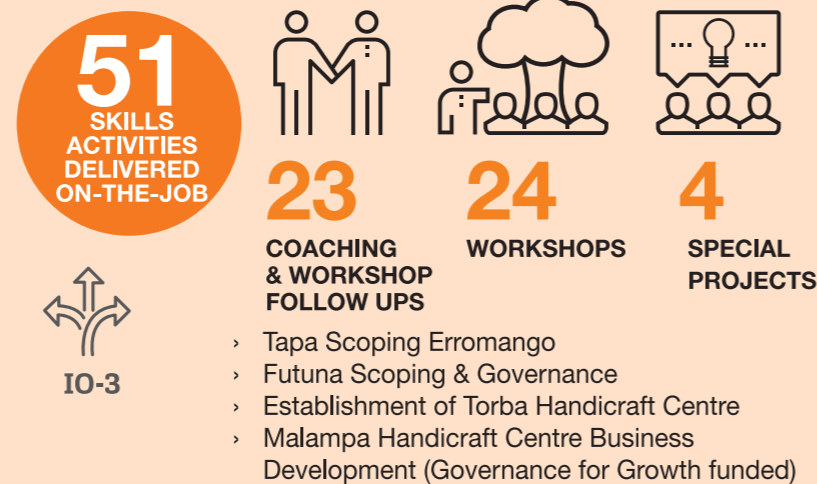 51
SKILLS
ACTIVITIES
DELIVERED
ON-THE-JOB
23
COACHING
& WORKSHOP
FOLLOW UPS
24
WORKSHOPS
4
SPECIAL
PROJECTS
IO-3
› Tapa Scoping Erromango
› Futuna Scoping & Governance
› Establishment of Torba Handicraft Centre
› Malampa Handicraft Centre Business
Development (Governance for Growth funded)